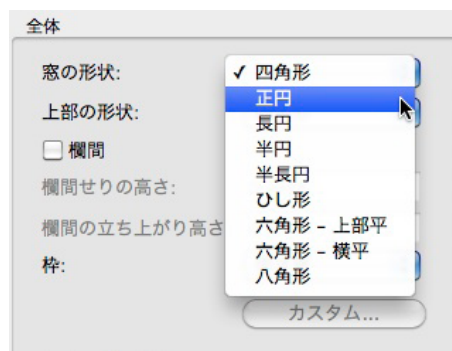 全体
窓の形状:
✓ 四角形
正円
上部の形状:
長円
欄間
半円
欄間せりの高さ:
半長円
ひし形
欄間の立ち上がり高さ
六角形 – 上部平
六角形 – 横平
枠:
八角形
カスタム...